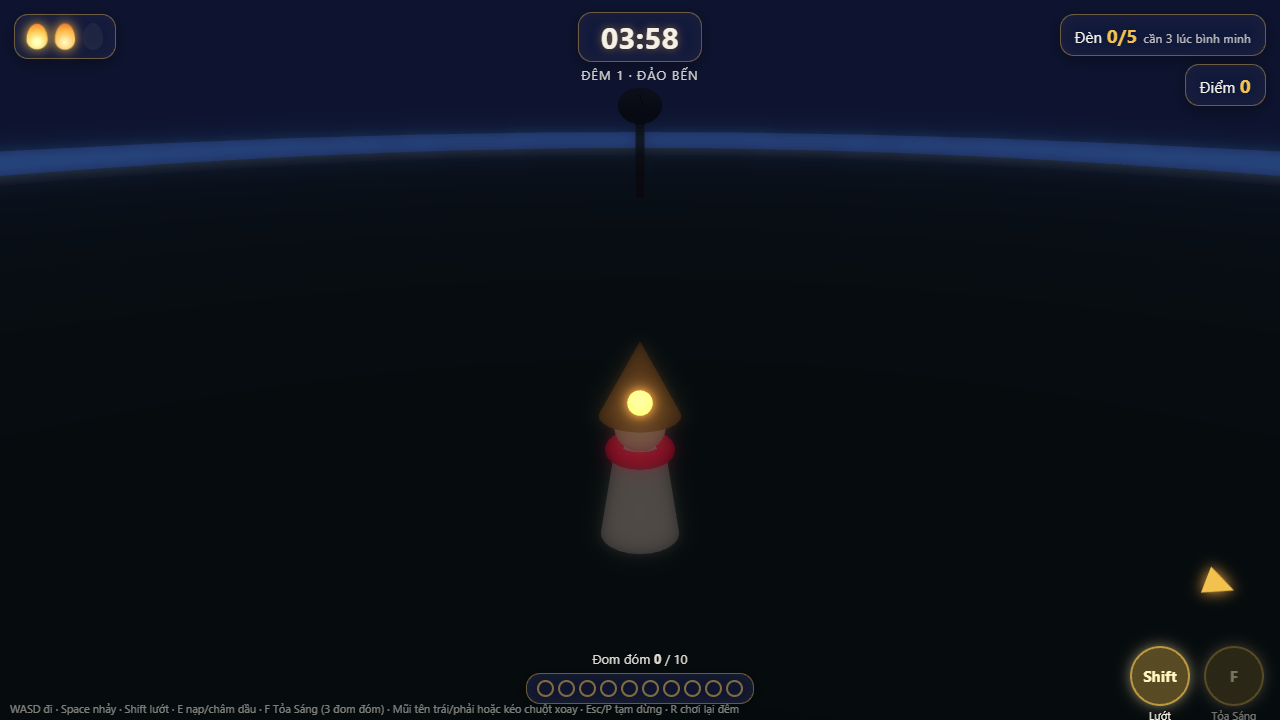 03:58
ĐÊM 1 · ĐẢO BẾN
Đèn 0/5 cần 3 lúc bình minh
Điểm 0
Đom đóm 0 / 10
Shift
F
Lướt
Tỏa Sáng
WASD đi · Space nhảy · Shift lướt · E nạp/châm dầu · F Tỏa Sáng (3 đom đóm) · Mũi tên trái/phải hoặc kéo chuột xoay · Esc/P tạm dừng · R chơi lại đêm